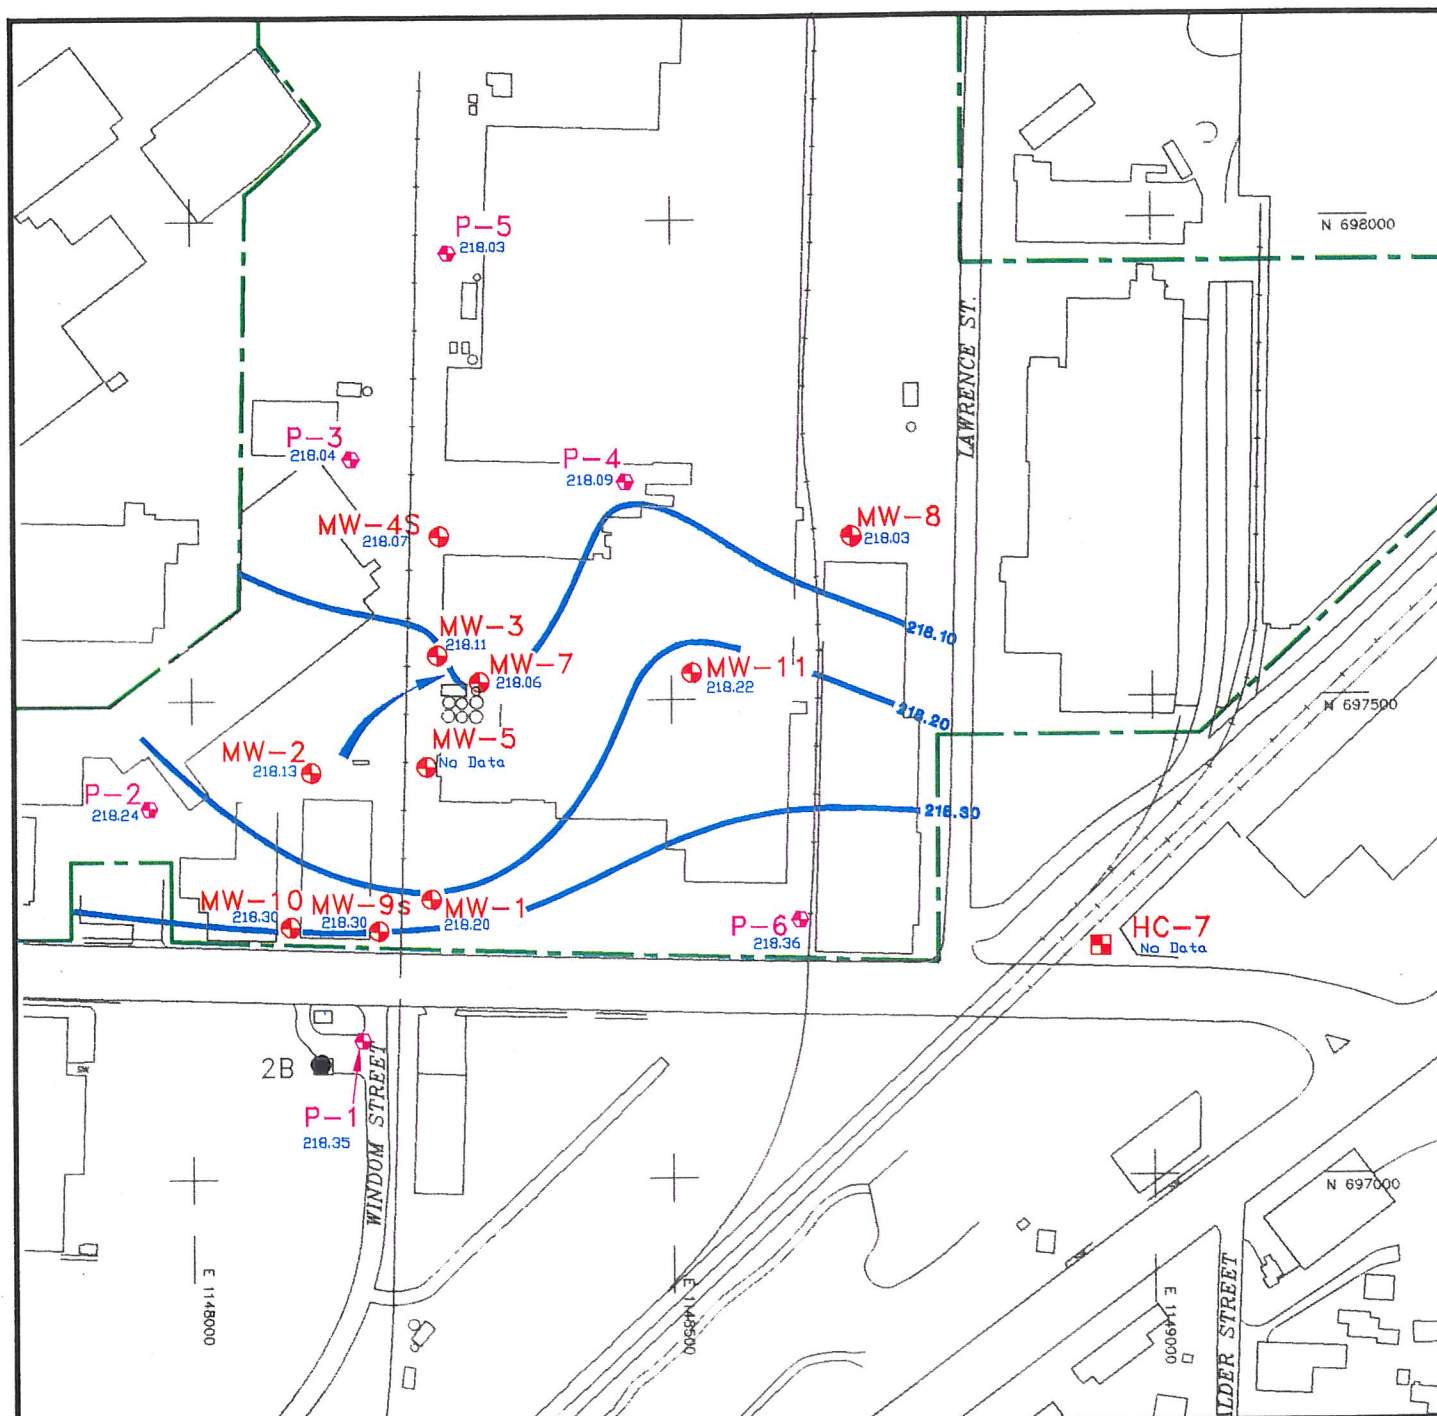 P-5
218.03
N 698000
LAWRENCE ST.
P-3
218.04
P-4
218.09
MW-4S
218.07
MW-8
218.03
MW-3
218.11
218.10
MW-7
218.06
MW-11
218.22
N 697500
218.20
MW-5
No Data
MW-2
218.13
P-2
218.24
218.30
MW-10
218.30
MW-9s
218.30
MW-1
218.20
P-6
218.36
HC-7
No Data
2B
P-1
218.35
WINDOM STREET
N 697000
E 1148000
E 1148500
E 1149000
ALDER STREET